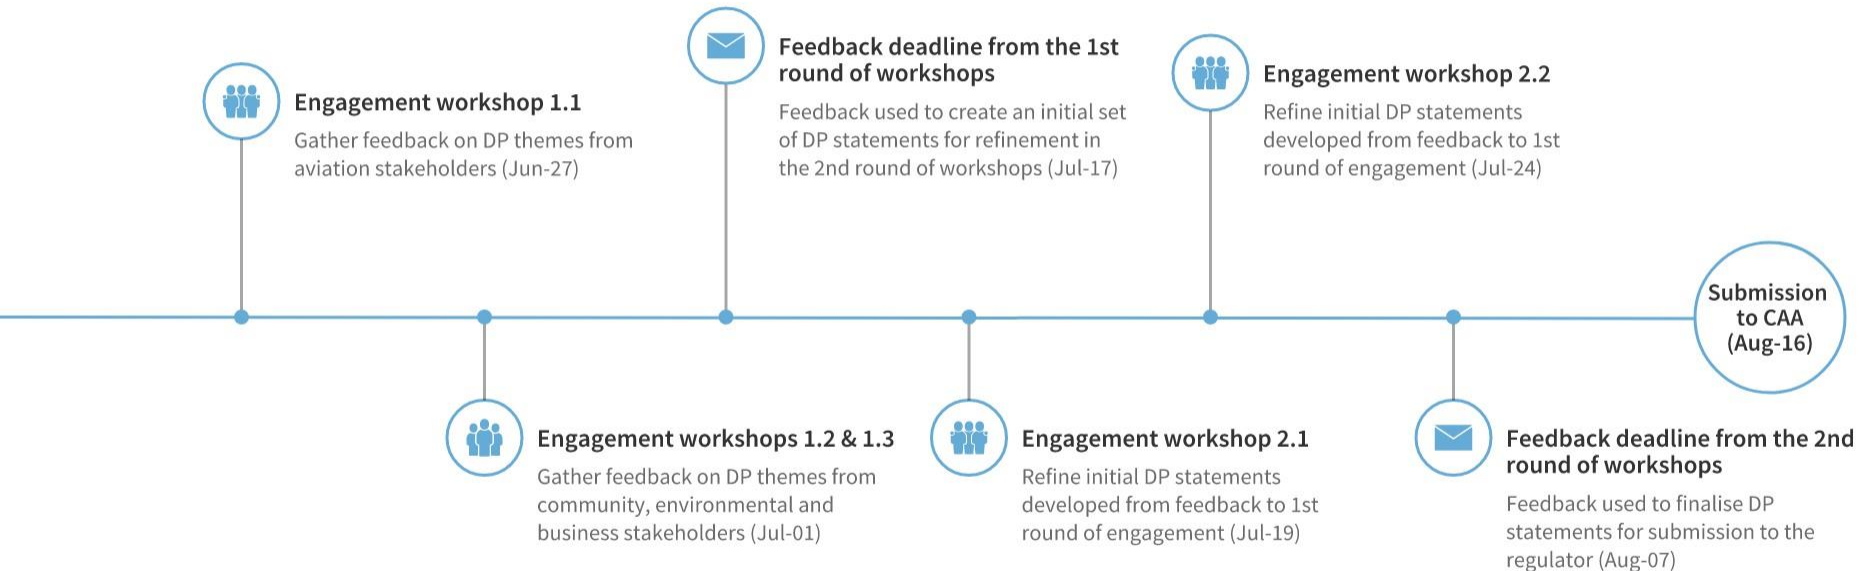 Engagement workshop 1.1
Gather feedback on DP themes from
aviation stakeholders (Jun-27)
Engagement workshops 1.2 & 1.3
Gather feedback on DP themes from
community, environmental and
business stakeholders (Jul-01)
Feedback deadline from the 1st
round of workshops
Feedback used to create an initial set
of DP statements for refinement in
the 2nd round of workshops (Jul-17)
Engagement workshop 2.1
Refine initial DP statements
developed from feedback to 1st
round of engagement (Jul-19)
Engagement workshop 2.2
Refine initial DP statements
developed from feedback to 1st
round of engagement (Jul-24)
Feedback deadline from the 2nd
round of workshops
Feedback used to finalise DP
statements for submission to the
regulator (Aug-07)
Submission
to CAA
(Aug-16)